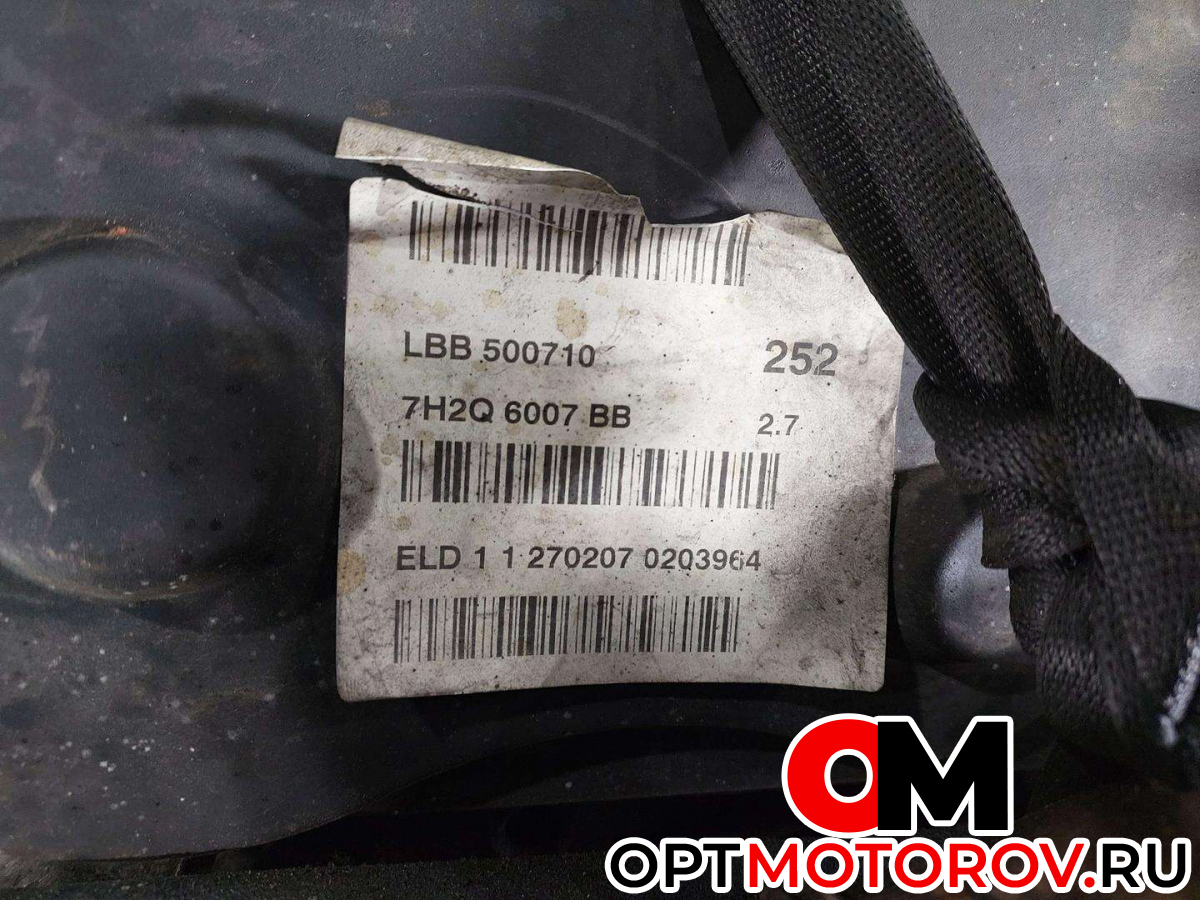 LBB 500710 252
7H2Q 6007 BB 2.7
ELD 1 1 270207 0203964
OM
OPTMOTOROV.RU